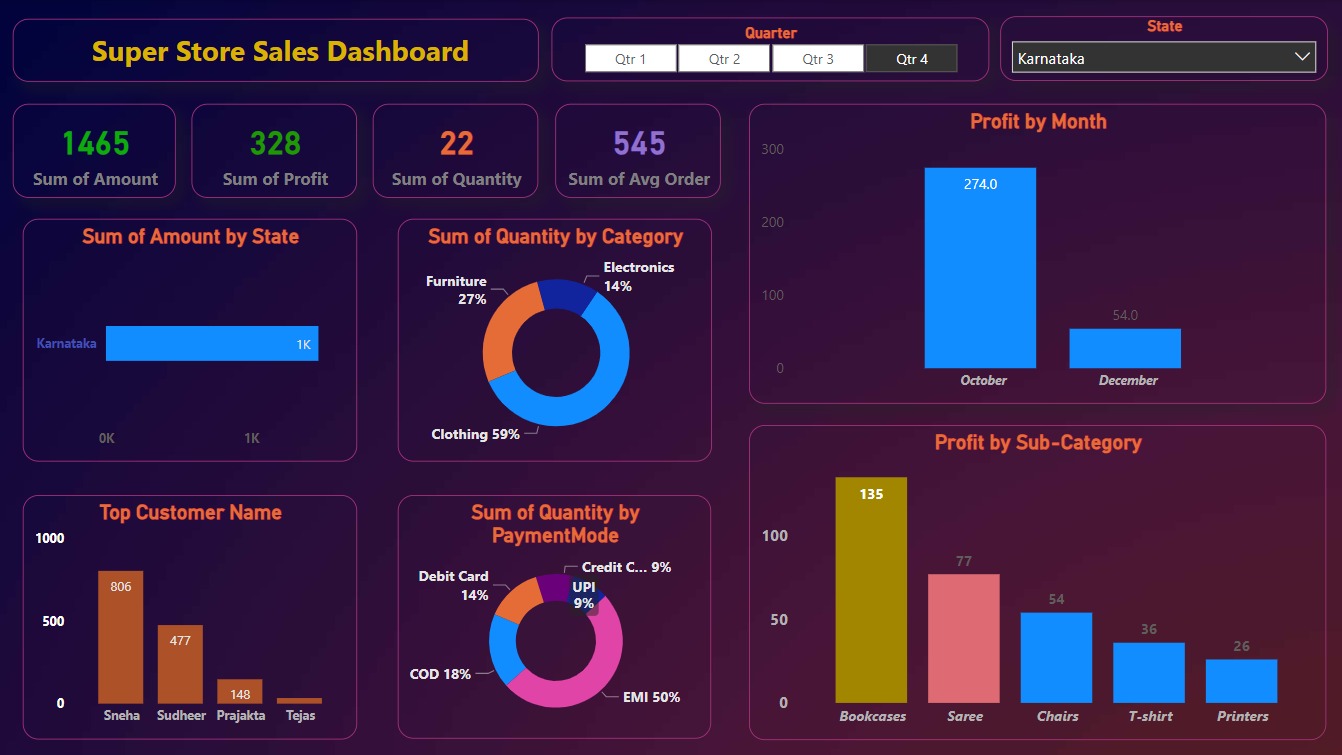 Super Store Sales Dashboard
Quarter
Qtr 1
Qtr 2
Qtr 3
Qtr 4
State
Karnataka
1465
Sum of Amount
328
Sum of Profit
22
Sum of Quantity
545
Sum of Avg Order
Profit by Month
300
200
100
0
274.0
54.0
October
December
Sum of Amount by State
Karnataka
1K
0K
1K
Sum of Quantity by Category
Furniture
27%
Electronics
14%
Clothing 59%
Top Customer Name
1000
500
0
806
477
148
Sneha
Sudheer
Prajakta
Tejas
Sum of Quantity by
PaymentMode
Credit C... 9%
UPI
9%
Debit Card
14%
COD 18%
EMI 50%
Profit by Sub-Category
100
50
0
135
77
54
36
26
Bookcases
Saree
Chairs
T-shirt
Printers